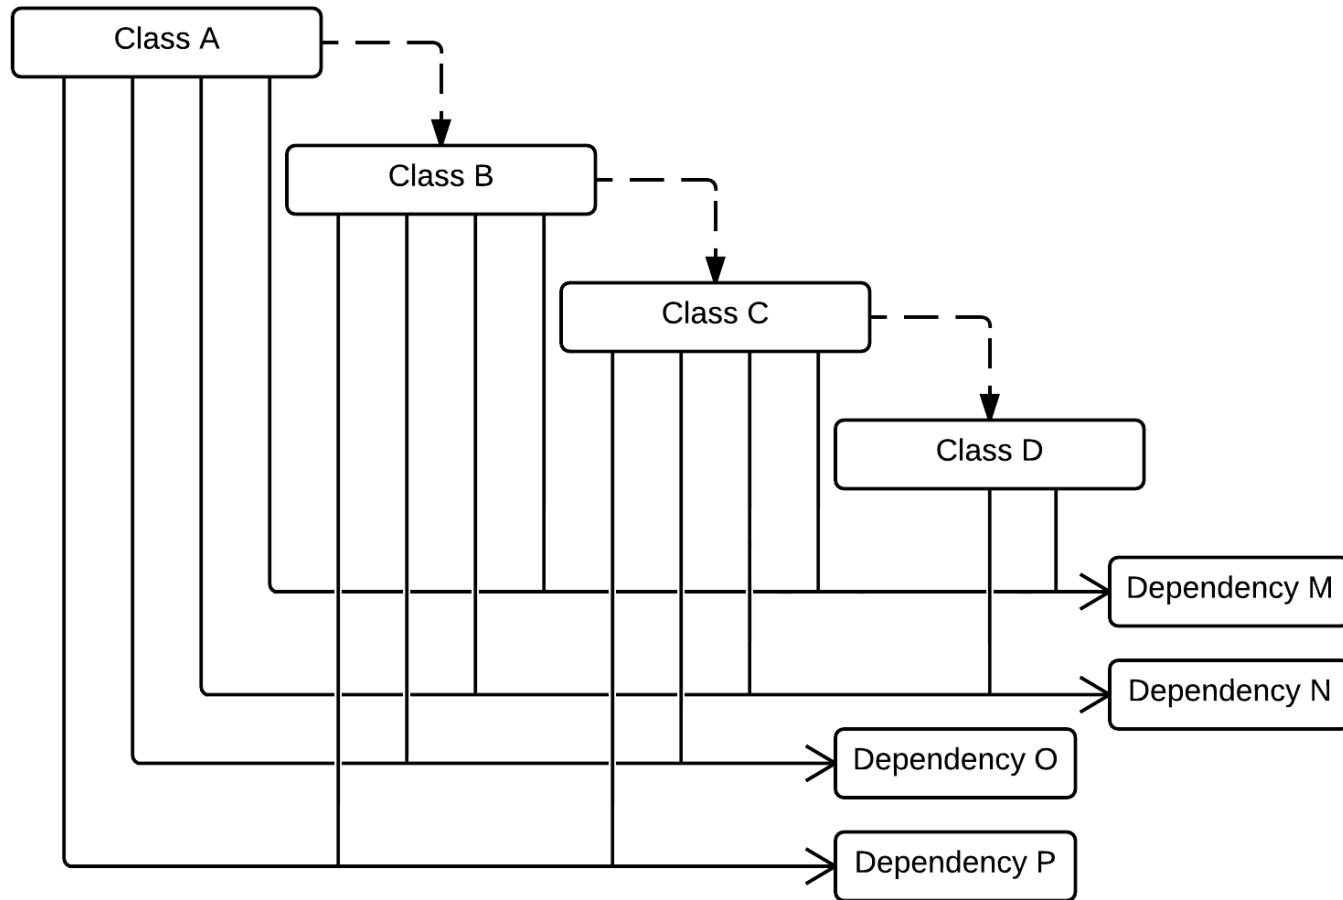 Class A
Class B
Class C
Class D
Dependency M
Dependency N
Dependency O
Dependency P